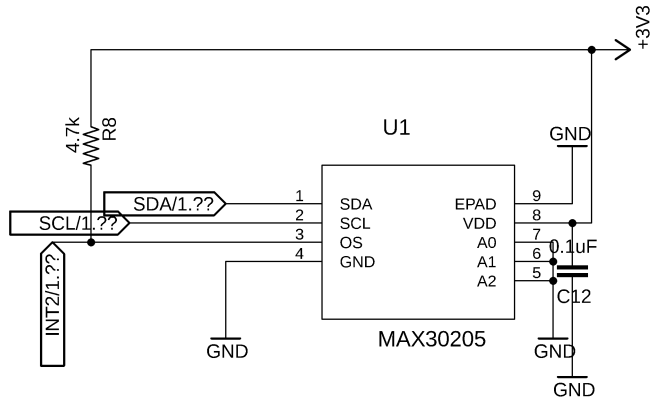 +3V3
4.7k
R8
U1
GND
SDA/1.??
SCL/1.??
INT2/1.??
1
2
3
4
SDA
SCL
OS
GND
EPAD
VDD
A0
A1
A2
9
8
7
6
5
0.1uF
C12
MAX30205
GND
GND
GND